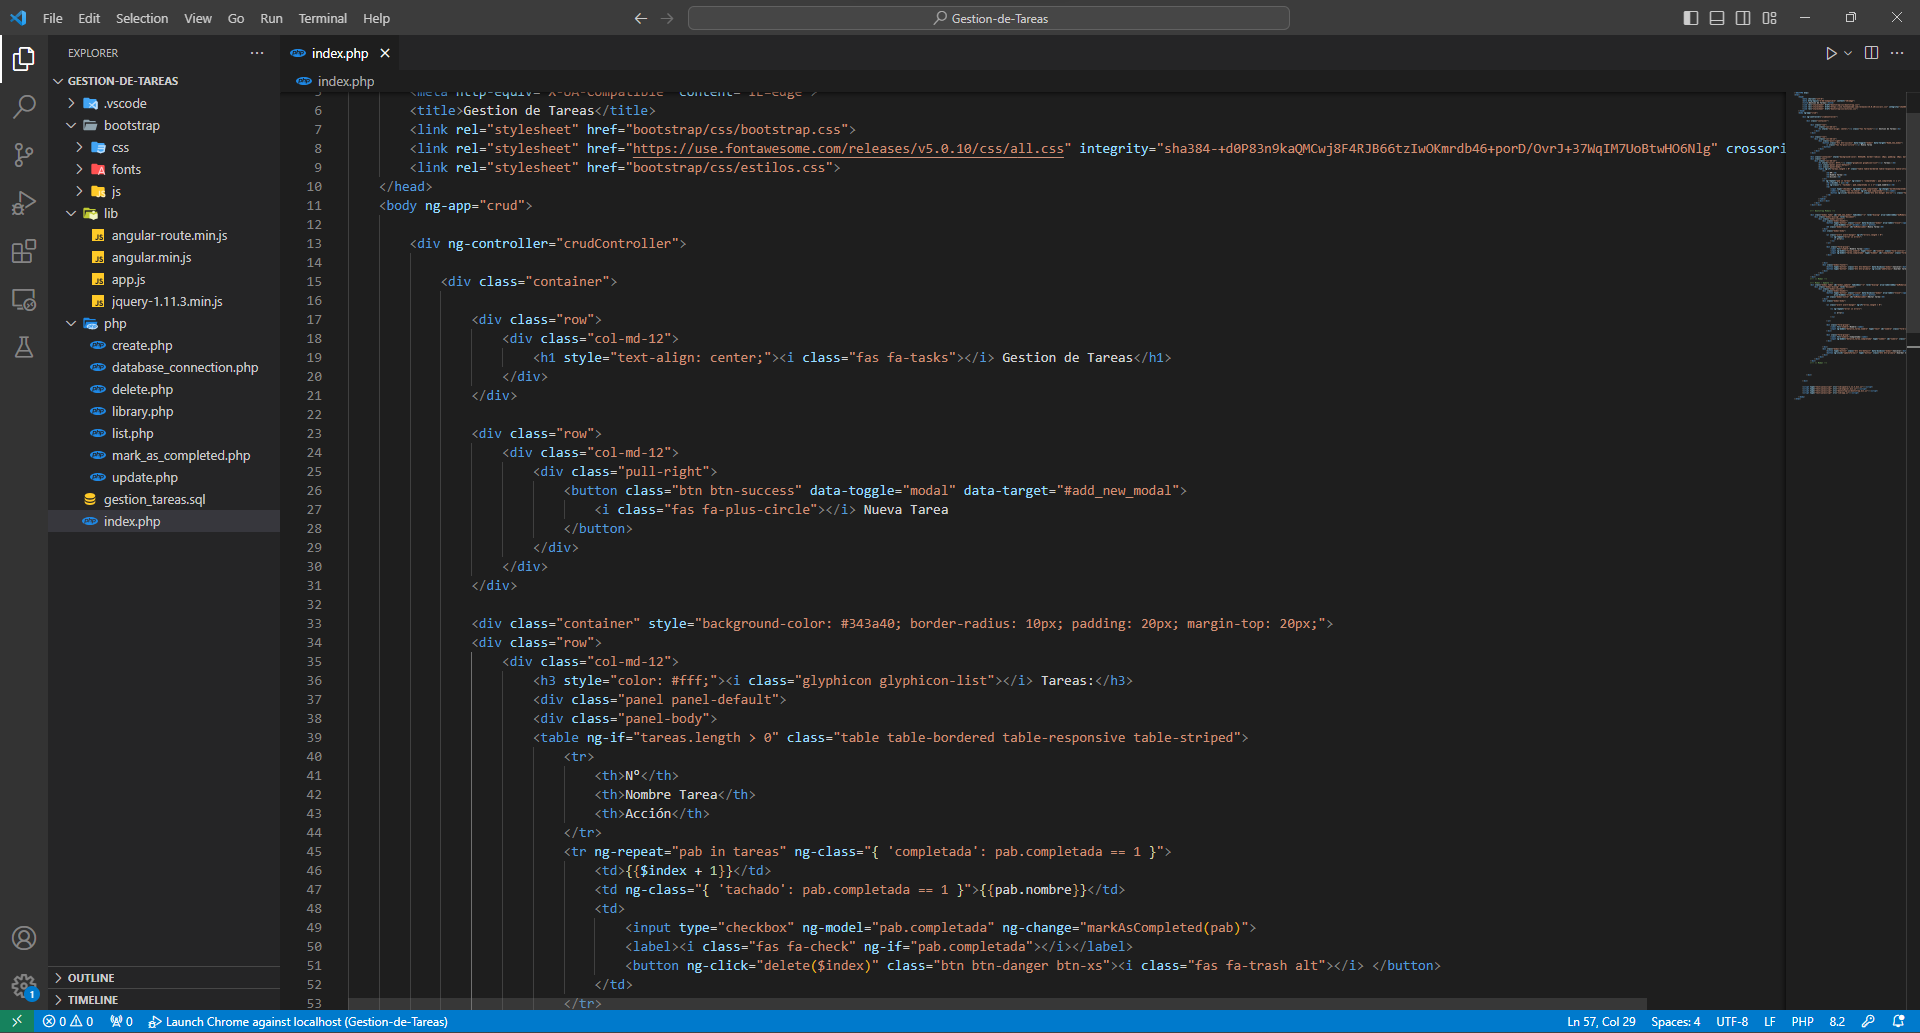 File Edit Selection View Go Run Terminal Help
Gestion-de-Tareas
EXPLORER
GESTION-DE-TAREAS
.vscode
bootstrap
css
fonts
js
lib
angular-route.min.js
angular.min.js
app.js
jquery-1.11.3.min.js
php
create.php
database_connection.php
delete.php
library.php
list.php
mark_as_completed.php
update.php
gestion_tareas.sql
index.php
OUTLINE
TIMELINE
index.php
index.php
5 <meta http-equiv="X-UA-Compatible" content="IE=edge">
6 <title>Gestion de Tareas</title>
7 <link rel="stylesheet" href="bootstrap/css/bootstrap.css">
8 <link rel="stylesheet" href="https://use.fontawesome.com/releases/v5.0.10/css/all.css" integrity="sha384-+d0P83n9kaQMCwj8F4RJB66tzIwOKmrdb46+porD/OvrJ+37WqIM7UoBtwHO6Nlg" crossori
9 <link rel="stylesheet" href="bootstrap/css/estilos.css">
10 </head>
11 <body ng-app="crud">
12
13 <div ng-controller="crudController">
14
15 <div class="container">
16
17 <div class="row">
18 <div class="col-md-12">
19 <h1 style="text-align: center;"><i class="fas fa-tasks"></i> Gestion de Tareas</h1>
20 </div>
21 </div>
22
23 <div class="row">
24 <div class="col-md-12">
25 <div class="pull-right">
26 <button class="btn btn-success" data-toggle="modal" data-target="#add_new_modal">
27 <i class="fas fa-plus-circle"></i> Nueva Tarea
28 </button>
29 </div>
30 </div>
31 </div>
32
33 <div class="container" style="background-color: #343a40; border-radius: 10px; padding: 20px; margin-top: 20px;">
34 <div class="row">
35 <div class="col-md-12">
36 <h3 style="color: #fff;"><i class="glyphicon glyphicon-list"></i> Tareas:</h3>
37 <div class="panel panel-default">
38 <div class="panel-body">
39 <table ng-if="tareas.length > 0" class="table table-bordered table-responsive table-striped">
40 <tr>
41 <th>Nº</th>
42 <th>Nombre Tarea</th>
43 <th>Acción</th>
44 </tr>
45 <tr ng-repeat="pab in tareas" ng-class="{ 'completada': pab.completada == 1 }">
46 <td>{{$index + 1}}</td>
47 <td ng-class="{ 'tachado': pab.completada == 1 }">{{pab.nombre}}</td>
48 <td>
49 <input type="checkbox" ng-model="pab.completada" ng-change="markAsCompleted(pab)">
50 <label><i class="fas fa-check" ng-if="pab.completada"></i></label>
51 <button ng-click="delete($index)" class="btn btn-danger btn-xs"><i class="fas fa-trash alt"></i> </button>
52 </td>
53 </tr>
1
0 0 0 Launch Chrome against localhost (Gestion-de-Tareas) Ln 57, Col 29 Spaces: 4 UTF-8 LF PHP 8.2